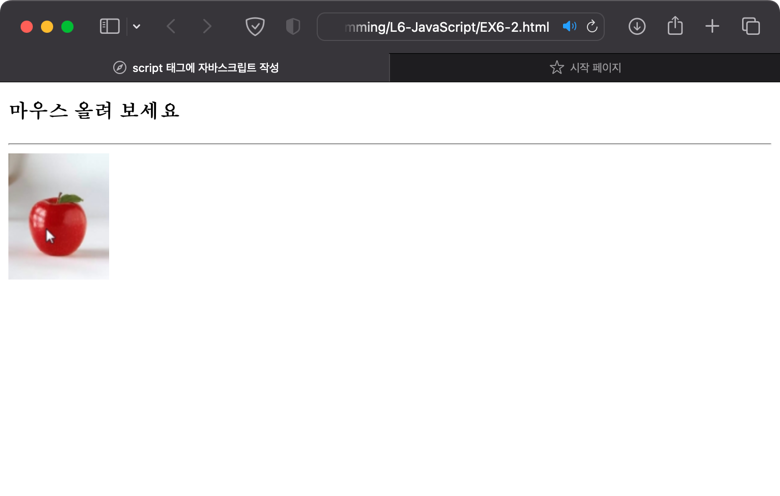 mming/L6-JavaScript/EX6-2.html
script 태그에 자바스크립트 작성
시작 페이지
마우스 올려 보세요